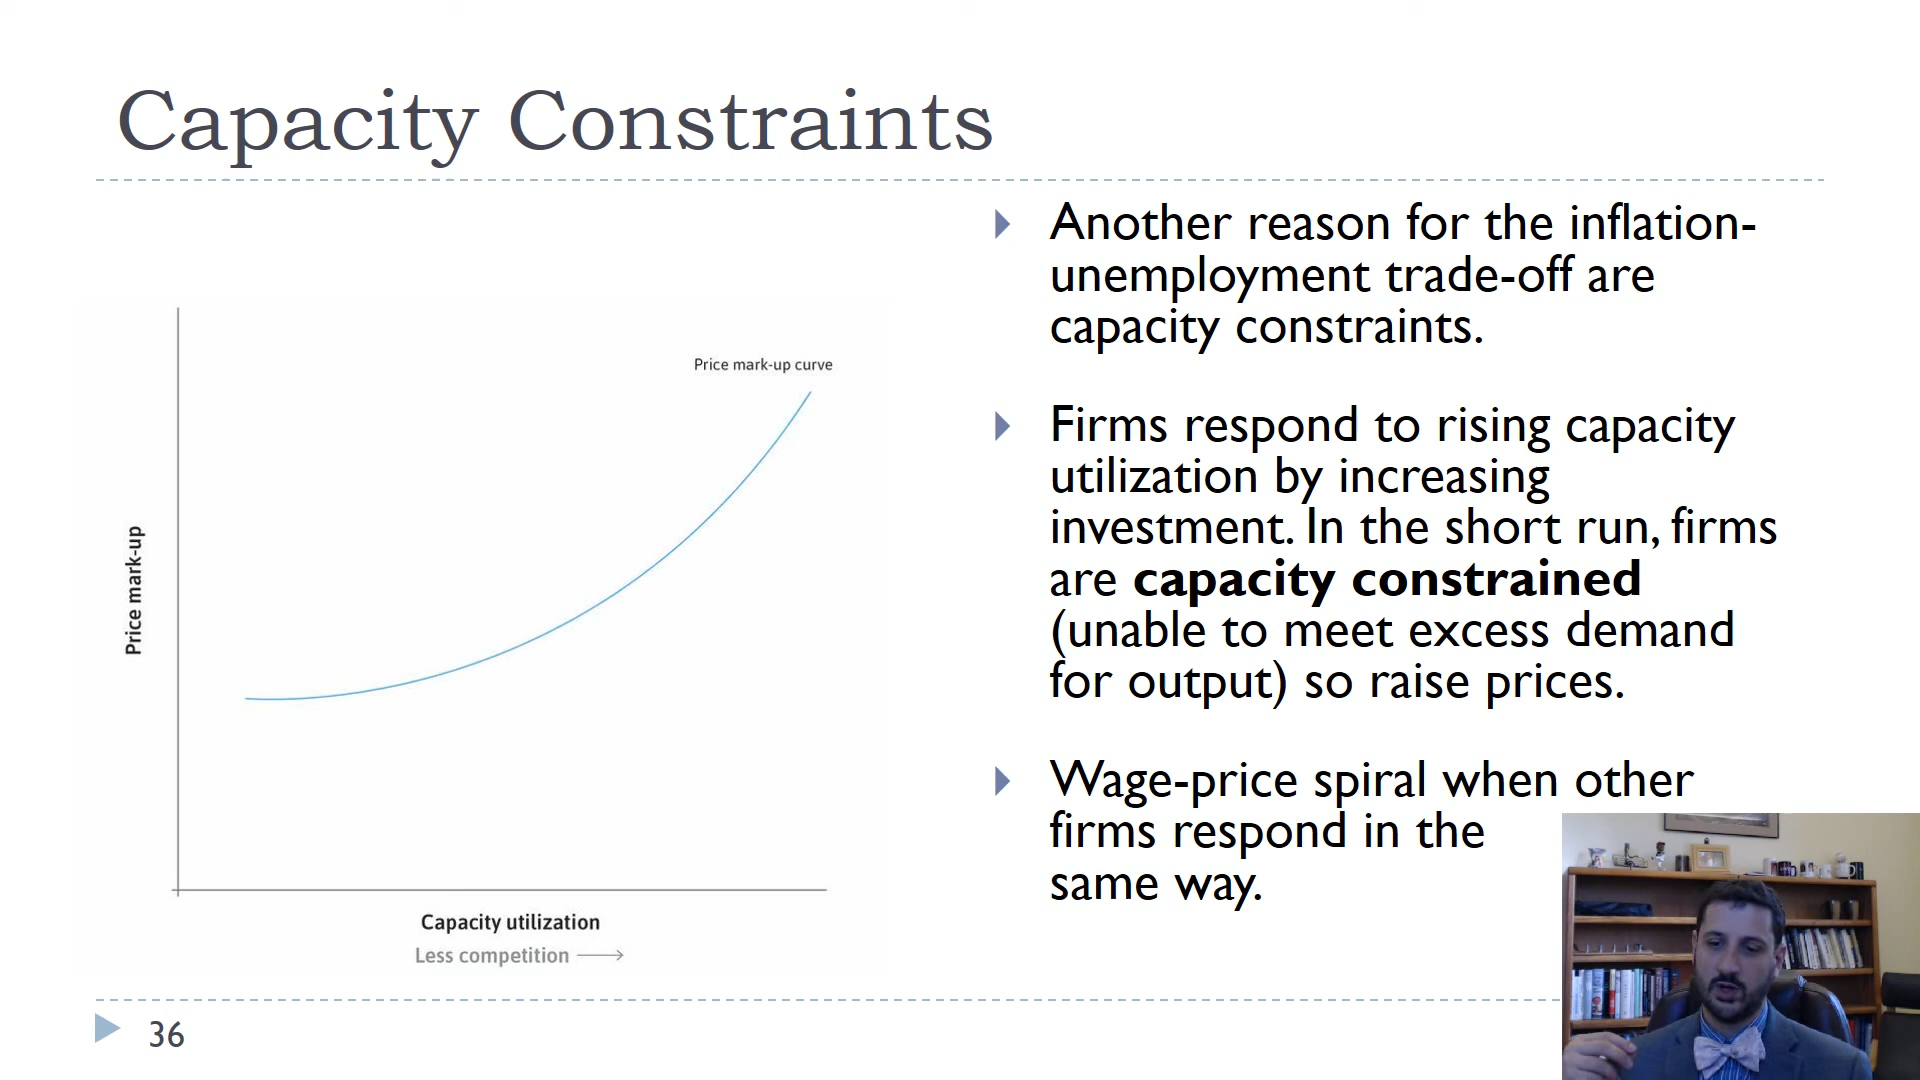 Capacity Constraints
Price mark-up curve
Price mark-up
Capacity utilization
Less competition
Another reason for the inflation-
unemployment trade-off are
capacity constraints.
Firms respond to rising capacity
utilization by increasing
investment. In the short run, firms
are capacity constrained
(unable to meet excess demand
for output) so raise prices.
Wage-price spiral when other
firms respond in the
same way.
36